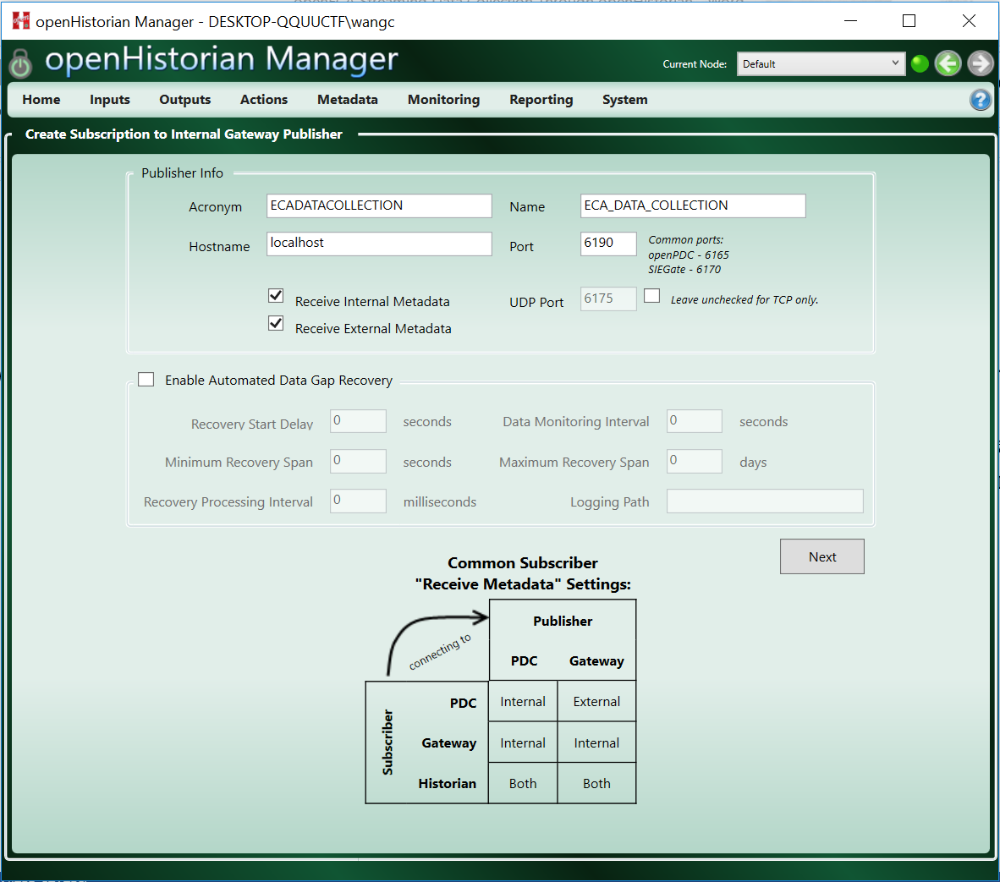 openHistorian Manager - DESKTOP-QQUUCTF\wangc
openHistorian Manager
Current Node: Default
Home Inputs Outputs Actions Metadata Monitoring Reporting System
Create Subscription to Internal Gateway Publisher
Publisher Info
Acronym ECADATACOLLECTION Name ECA_DATA_COLLECTION
Hostname localhost Port 6190
Common ports:
openPDC - 6165
SIEGate - 6170
Receive Internal Metadata UDP Port 6175 Leave unchecked for TCP only.
Receive External Metadata
Enable Automated Data Gap Recovery
Recovery Start Delay 0 seconds Data Monitoring Interval 0 seconds
Minimum Recovery Span 0 seconds Maximum Recovery Span 0 days
Recovery Processing Interval 0 milliseconds Logging Path
Next
Common Subscriber
"Receive Metadata" Settings:
connecting to
Publisher
PDC Gateway
Subscriber
PDC Internal External
Gateway Internal Internal
Historian Both Both